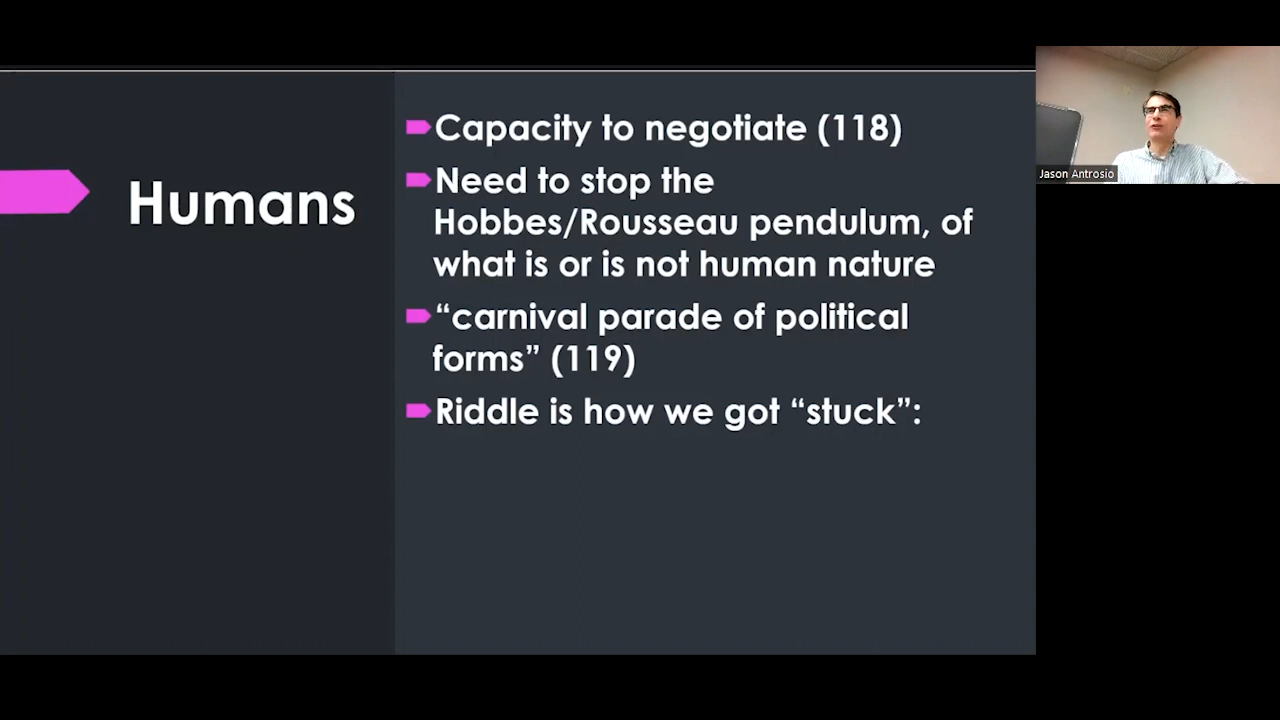 Humans
Capacity to negotiate (118)
Need to stop the
Hobbes/Rousseau pendulum, of
what is or is not human nature
“carnival parade of political
forms” (119)
Riddle is how we got “stuck”:
Jason Antrosio